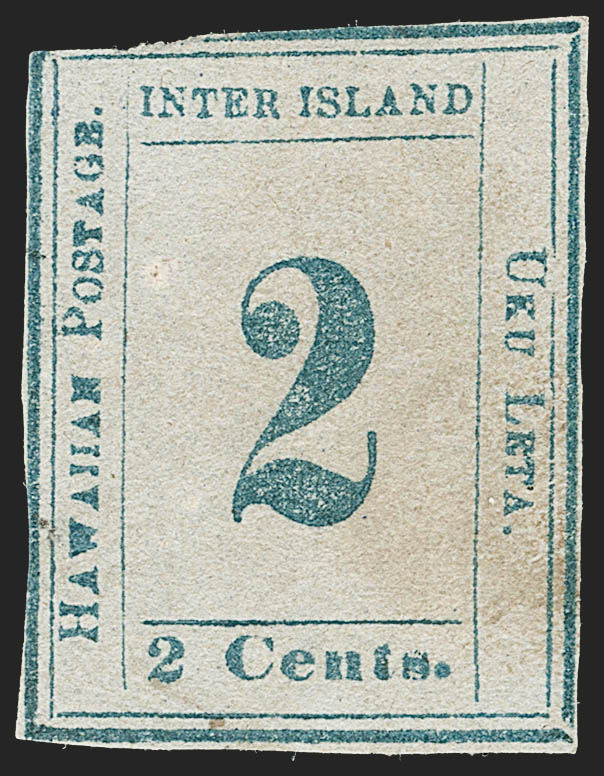 INTER ISLAND
HAWAIIAN POSTAGE.
2
UKU LETA.
2 Cents.